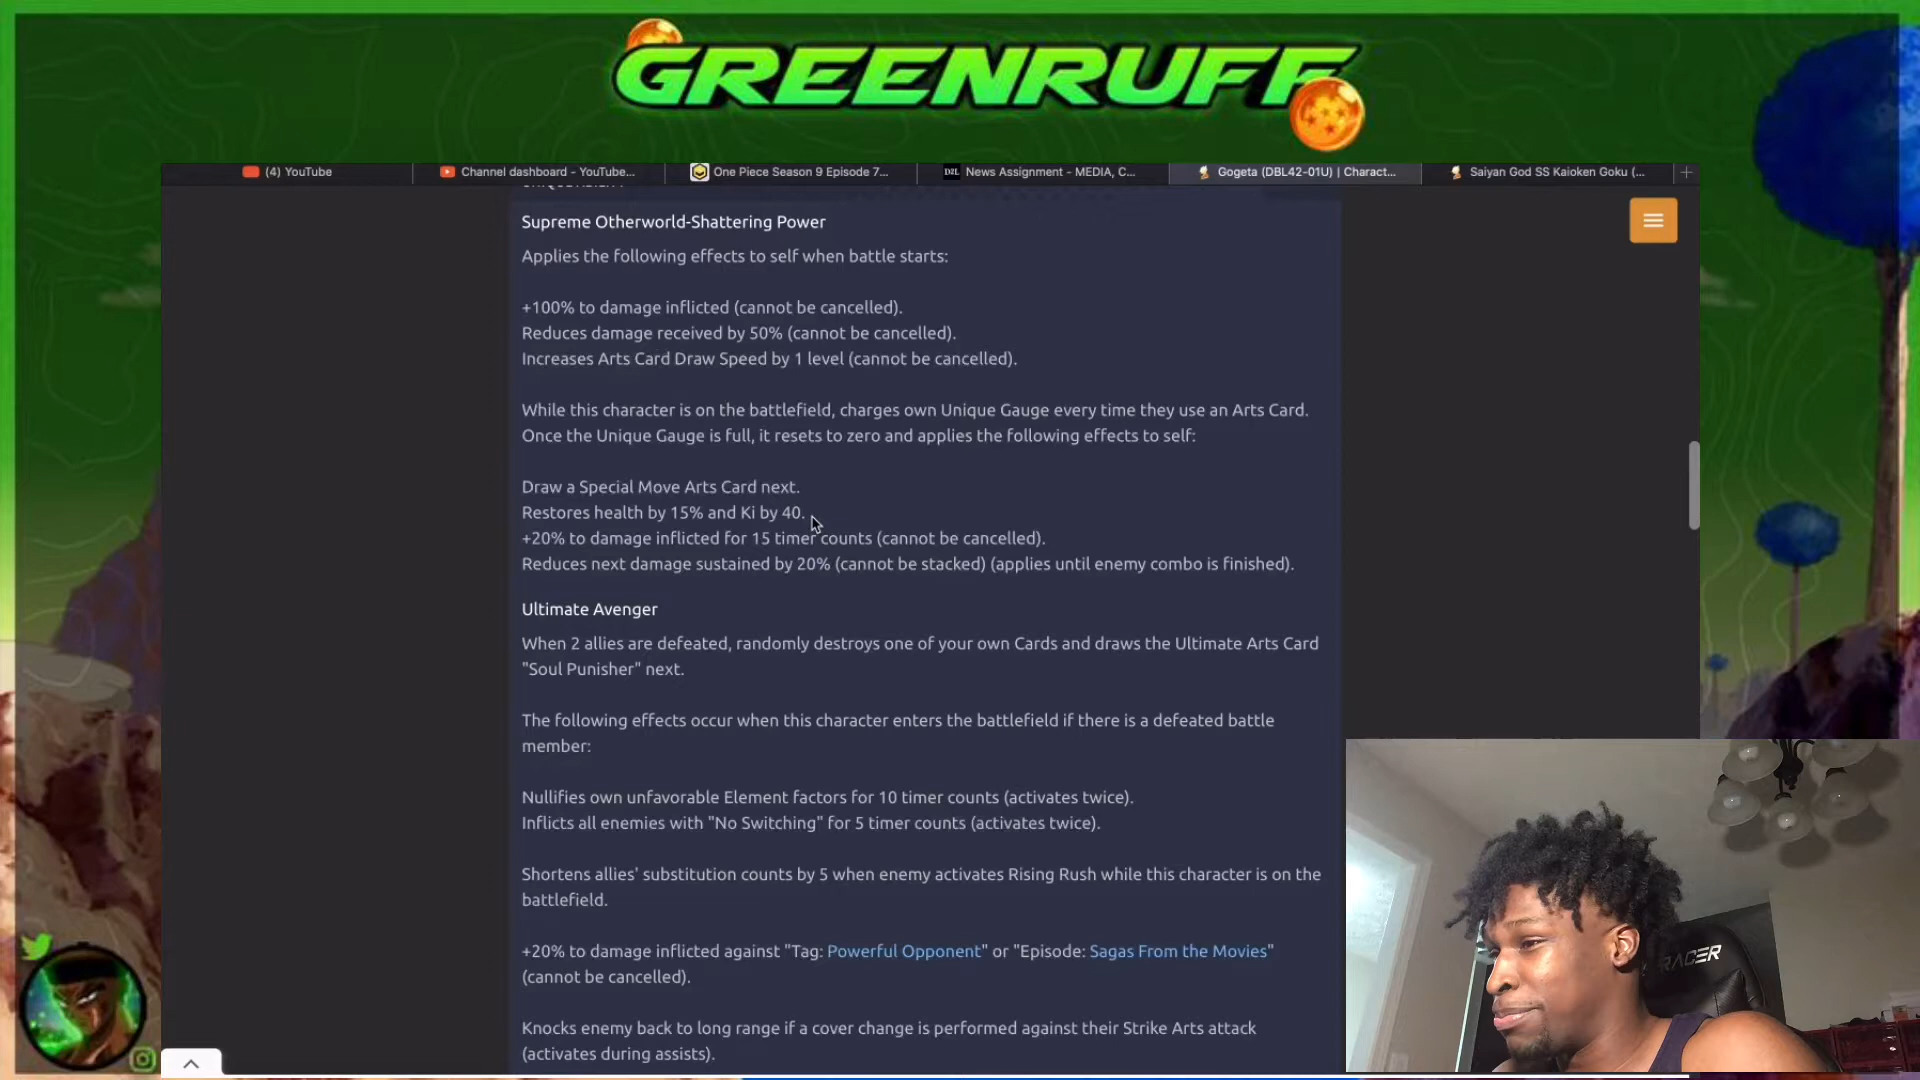 GREENRUFF
(4) YouTube
Channel dashboard - YouTube...
One Piece Season 9 Episode 7...
D2L
News Assignment - MEDIA, C...
Gogeta (DBL42-01U) | Charact...
Saiyan God SS Kaioken Goku (...
Supreme Otherworld-Shattering Power
Applies the following effects to self when battle starts:
+100% to damage inflicted (cannot be cancelled).
Reduces damage received by 50% (cannot be cancelled).
Increases Arts Card Draw Speed by 1 level (cannot be cancelled).
While this character is on the battlefield, charges own Unique Gauge every time they use an Arts Card.
Once the Unique Gauge is full, it resets to zero and applies the following effects to self:
Draw a Special Move Arts Card next.
Restores health by 15% and Ki by 40.
+20% to damage inflicted for 15 timer counts (cannot be cancelled).
Reduces next damage sustained by 20% (cannot be stacked) (applies until enemy combo is finished).
Ultimate Avenger
When 2 allies are defeated, randomly destroys one of your own Cards and draws the Ultimate Arts Card
"Soul Punisher" next.
The following effects occur when this character enters the battlefield if there is a defeated battle
member:
Nullifies own unfavorable Element factors for 10 timer counts (activates twice).
Inflicts all enemies with "No Switching" for 5 timer counts (activates twice).
Shortens allies' substitution counts by 5 when enemy activates Rising Rush while this character is on the
battlefield.
+20% to damage inflicted against "Tag: Powerful Opponent" or "Episode: Sagas From the Movies"
(cannot be cancelled).
Knocks enemy back to long range if a cover change is performed against their Strike Arts attack
(activates during assists).
RACER